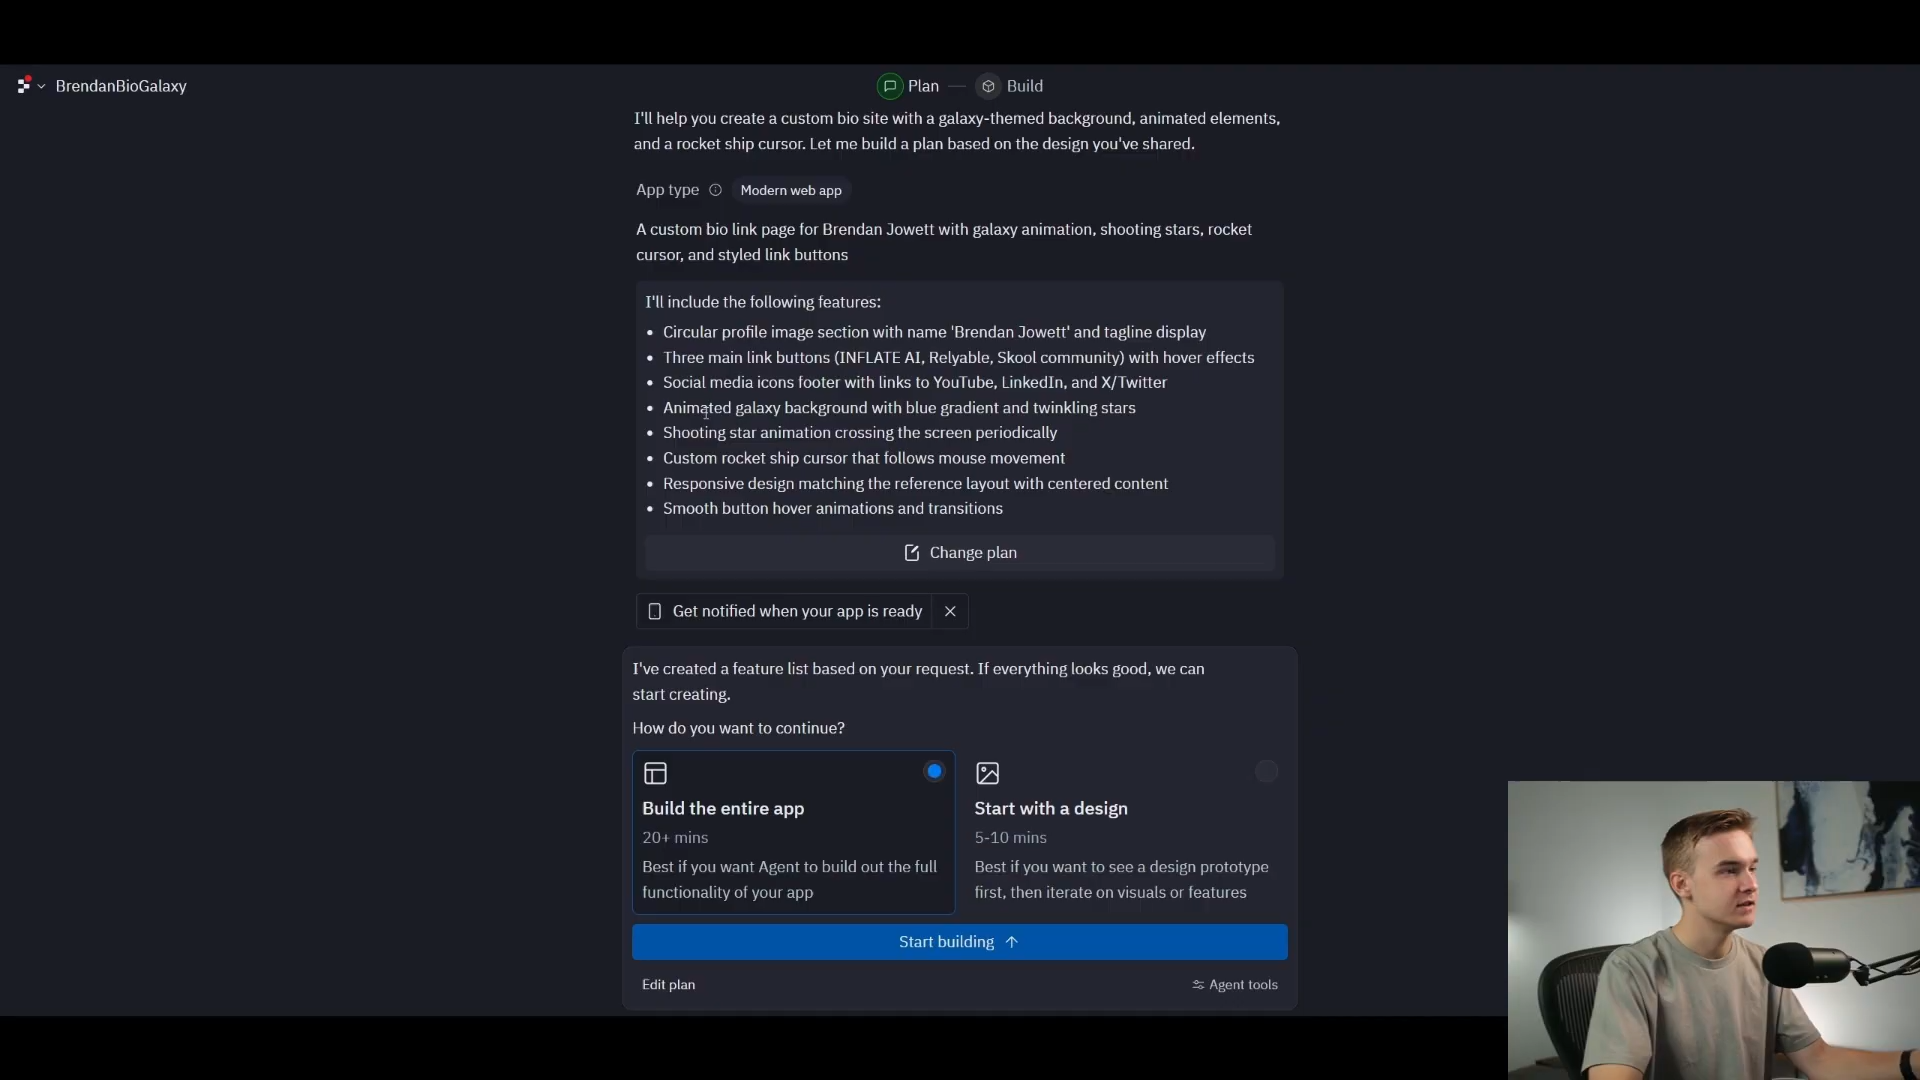 BrendanBioGalaxy
Plan
Build
I'll help you create a custom bio site with a galaxy-themed background, animated elements,
and a rocket ship cursor. Let me build a plan based on the design you've shared.
App type
Modern web app
A custom bio link page for Brendan Jowett with galaxy animation, shooting stars, rocket
cursor, and styled link buttons
I'll include the following features:
• Circular profile image section with name 'Brendan Jowett' and tagline display
• Three main link buttons (INFLATE AI, Relyable, Skool community) with hover effects
• Social media icons footer with links to YouTube, LinkedIn, and X/Twitter
• Animated galaxy background with blue gradient and twinkling stars
• Shooting star animation crossing the screen periodically
• Custom rocket ship cursor that follows mouse movement
• Responsive design matching the reference layout with centered content
• Smooth button hover animations and transitions
Change plan
Get notified when your app is ready
I've created a feature list based on your request. If everything looks good, we can
start creating.
How do you want to continue?
Build the entire app
20+ mins
Best if you want Agent to build out the full
functionality of your app
Start with a design
5-10 mins
Best if you want to see a design prototype
first, then iterate on visuals or features
Start building
Edit plan
Agent tools